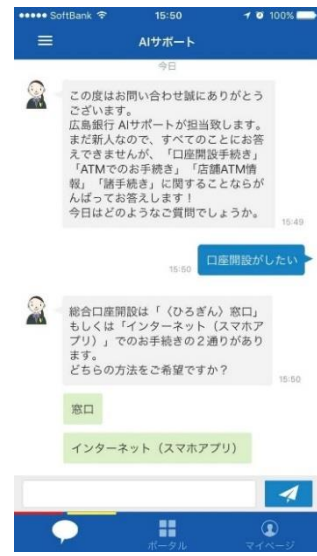 SoftBank 15:50 100%
AIサポート
今日
この度はお問い合わせ誠にありがとう
ございます。
広島銀行 AIサポートが担当致します。
まだ新人なので、すべてのことにお答
えできませんが、「口座開設手続き」
「ATMでのお手続き」「店舗ATM情
報」「諸手続き」に関することならが
んばってお答えします！
今日はどのようなご質問でしょうか。
15:49
口座開設がしたい
15:50
総合口座開設は「〈ひろぎん〉窓口」
もしくは「インターネット（スマホア
プリ）」でのお手続きの２通りがあり
ます。
どちらの方法をご希望ですか？
15:50
窓口
インターネット（スマホアプリ）
ポータル
マイページ